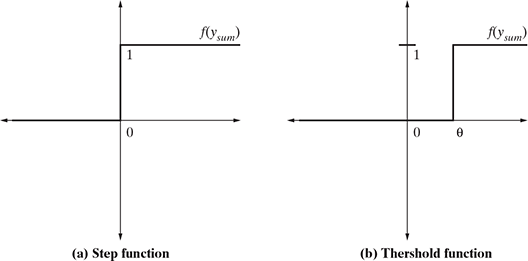 f(y_sum)
1
0
(a) Step function
f(y_sum)
1
0 θ
(b) Thershold function